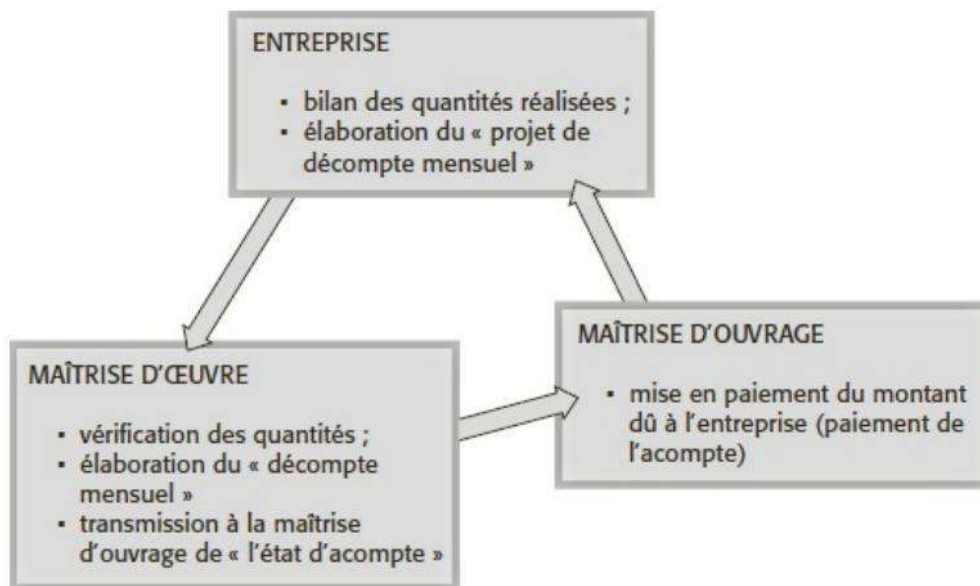 ENTREPRISE
▪ bilan des quantités réalisées ;
▪ élaboration du « projet de
décompte mensuel »
MAÎTRISE D'ŒUVRE
▪ vérification des quantités ;
▪ élaboration du « décompte
mensuel »
▪ transmission à la maîtrise
d'ouvrage de « l'état d'acompte »
MAÎTRISE D'OUVRAGE
▪ mise en paiement du montant
dû à l'entreprise (paiement de
l'acompte)